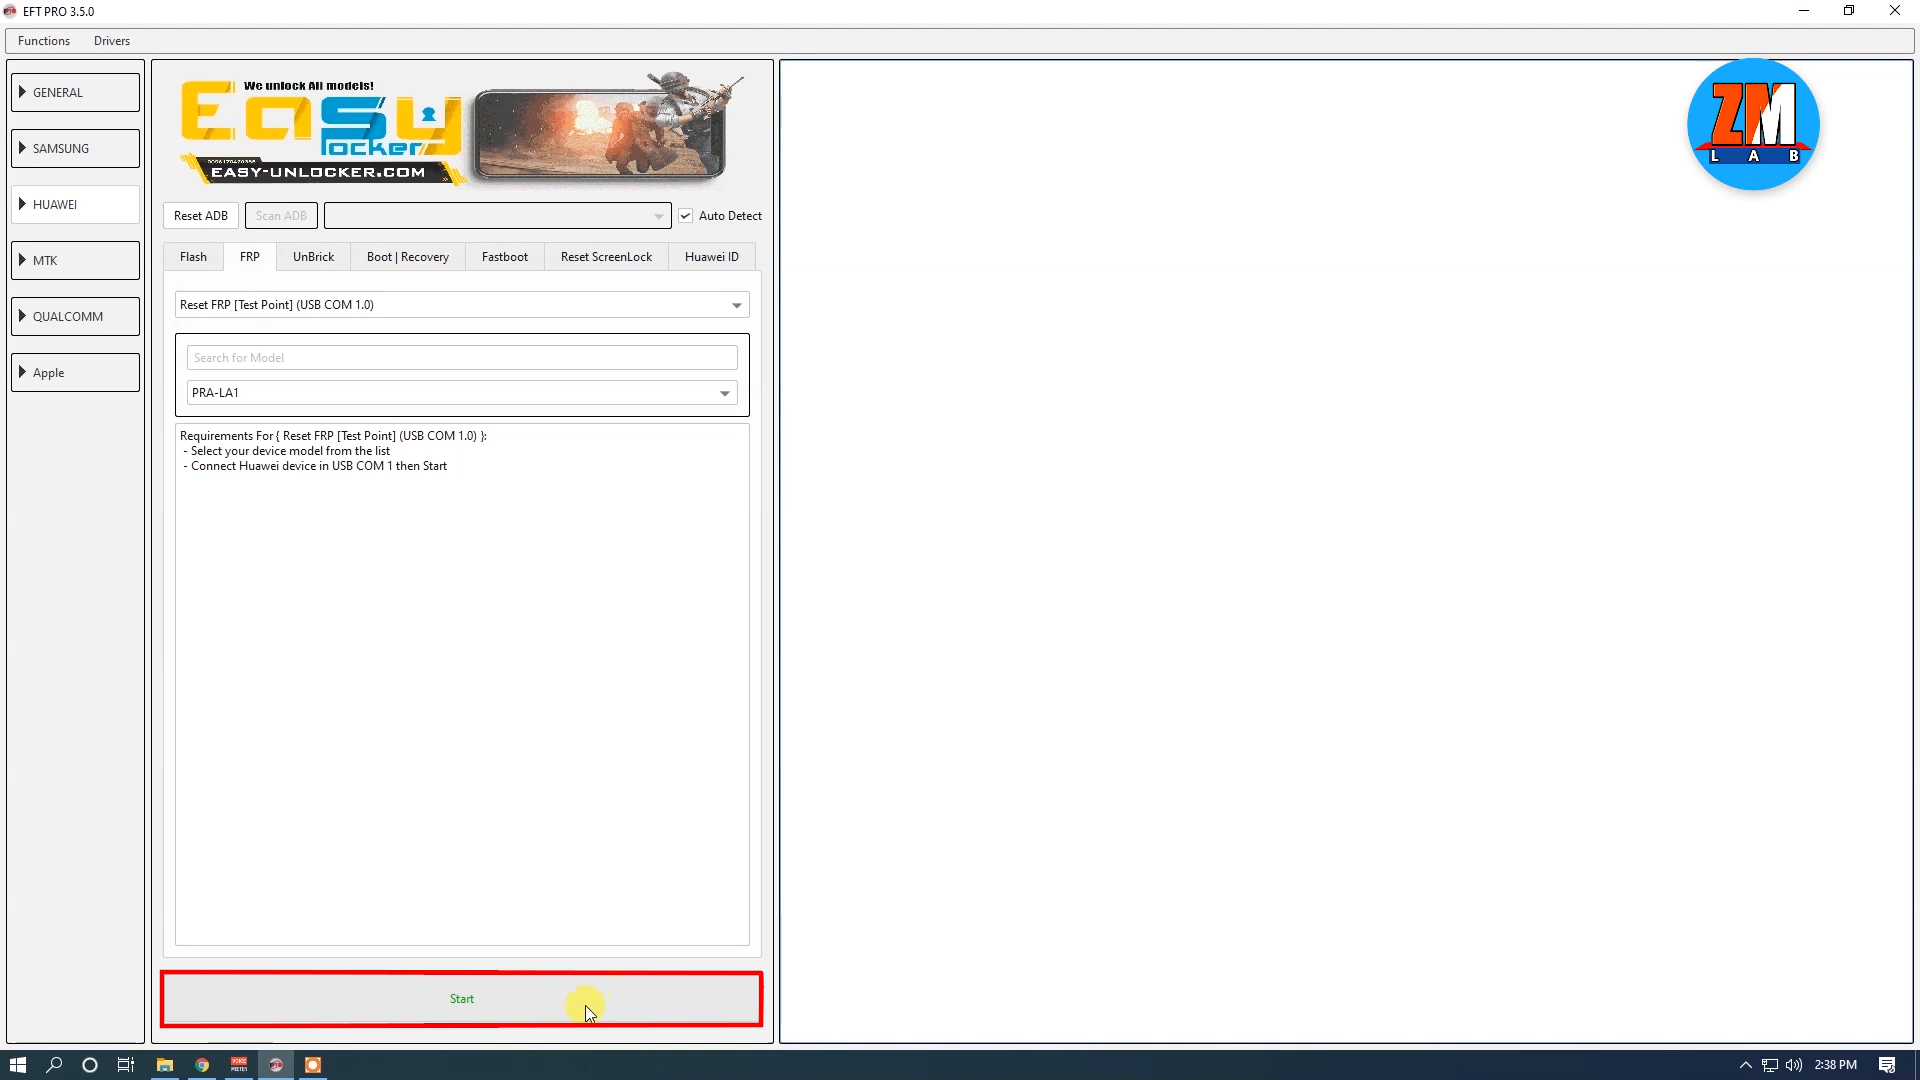 EFT PRO 3.5.0
Functions Drivers
GENERAL
SAMSUNG
HUAWEI
MTK
QUALCOMM
Apple
We unlock All models!
Easy
EASY-UNLOCKER.COM
Reset ADB Scan ADB Auto Detect
Flash FRP UnBrick Boot | Recovery Fastboot Reset ScreenLock Huawei ID
Reset FRP [Test Point] (USB COM 1.0)
Search for Model
PRA-LA1
Requirements For { Reset FRP [Test Point] (USB COM 1.0) }:
- Select your device model from the list
- Connect Huawei device in USB COM 1 then Start
Start
ZM
LAB
2:38 PM